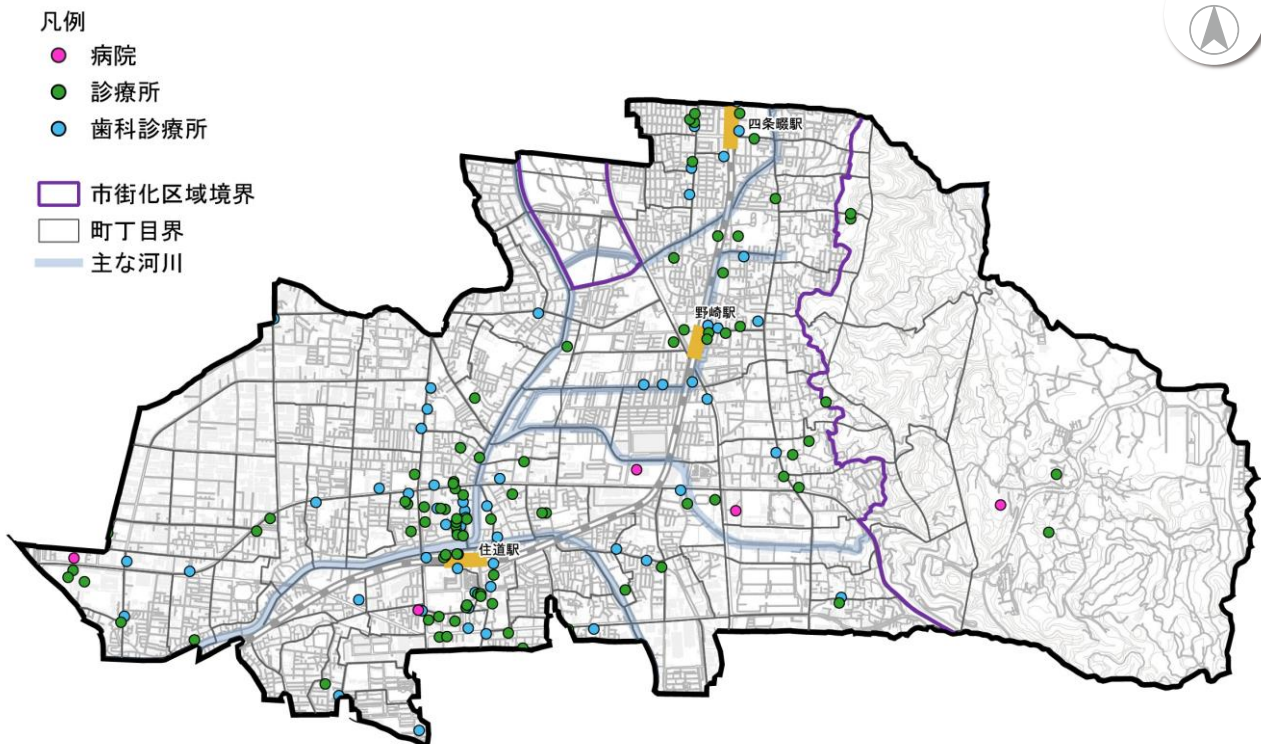 凡例
病院
診療所
歯科診療所
市街化区域境界
町丁目界
主な河川
四条畷駅
野崎駅
住道駅